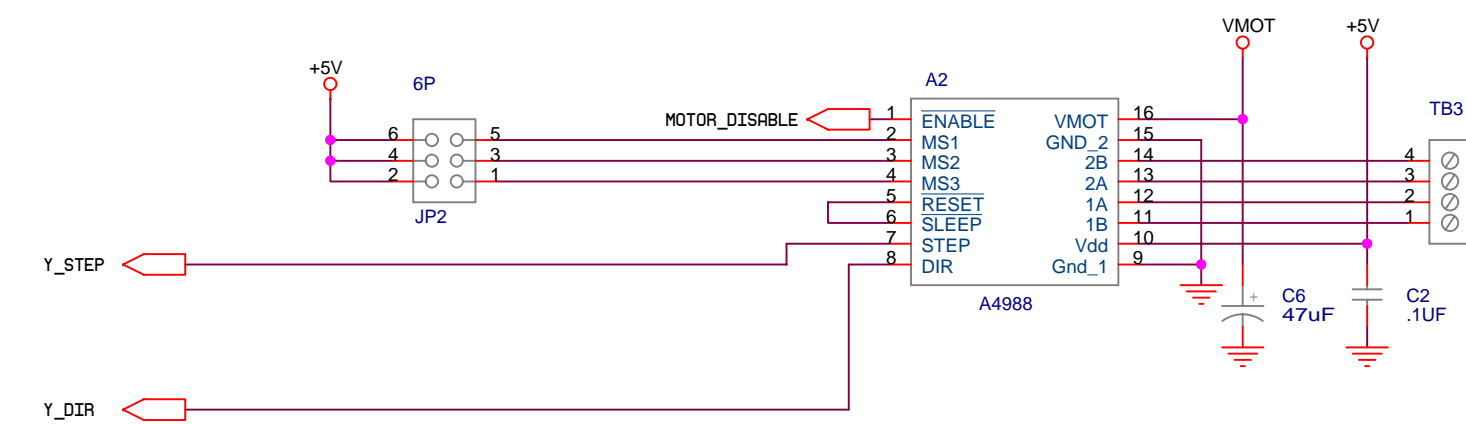 VMOT
+5V
+5V
6P
A2
TB3
MOTOR_DISABLE
1
ENABLE
VMOT
16
6
5
2
MS1
GND_2
15
4
3
3
MS2
2B
14
4
2
1
4
MS3
2A
13
3
5
RESET
1A
12
2
JP2
6
SLEEP
1B
11
1
7
STEP
Vdd
10
Y_STEP
8
DIR
Gnd_1
9
A4988
+
C6
47uF
C2
.1UF
Y_DIR